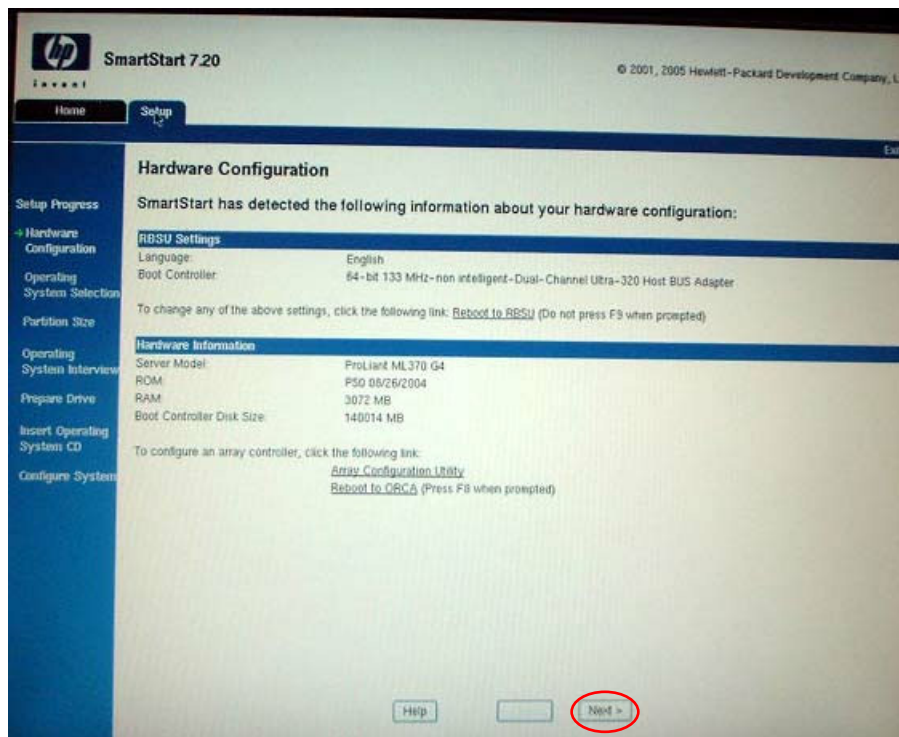 hp
SmartStart 7.20
© 2001, 2005 Hewlett-Packard Development Company, L
invent
Home
Setup
Setup Progress
Hardware Configuration
Operating System Selection
Partition Size
Operating System Interview
Prepare Drive
Insert Operating System CD
Configure System
Hardware Configuration
SmartStart has detected the following information about your hardware configuration:
RBSU Settings
Language: English
Boot Controller: 64-bit 133 MHz-non intelligent-Dual-Channel Ultra-320 Host BUS Adapter
To change any of the above settings, click the following link: Reboot to RBSU (Do not press F9 when prompted)
Hardware Information
Server Model: ProLiant ML370 G4
ROM: P50 08/26/2004
RAM: 3072 MB
Boot Controller Disk Size: 140014 MB
To configure an array controller, click the following link:
Array Configuration Utility
Reboot to ORCA (Press F8 when prompted)
Help
Next >